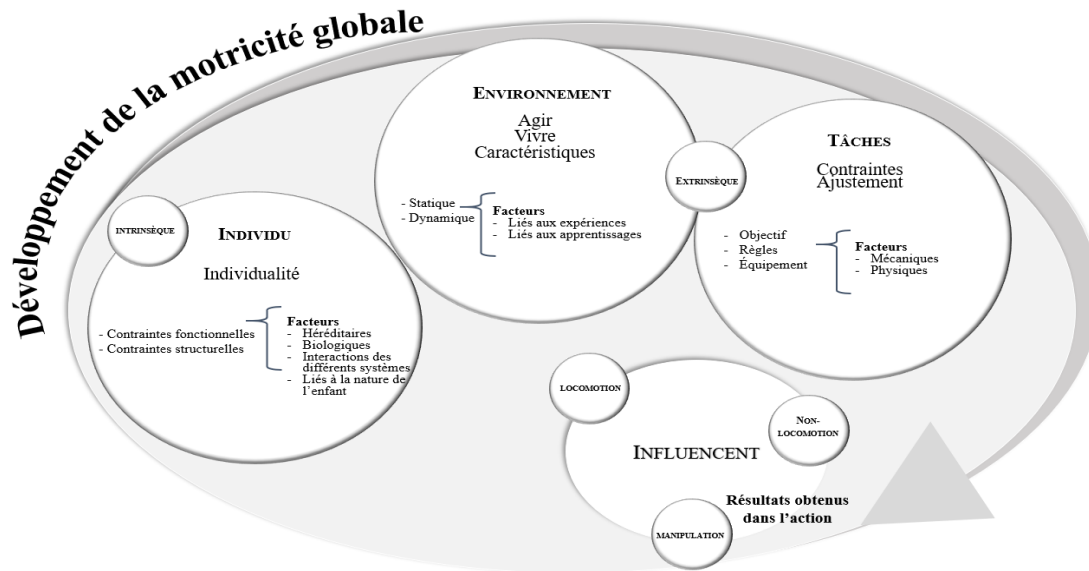 Développement de la motricité globale
INTRINSÈQUE
INDIVIDU
Individualité
- Contraintes fonctionnelles
- Contraintes structurelles
Facteurs
- Héréditaires
- Biologiques
- Interactions des
différents systèmes
- Liés à la nature de
l'enfant
ENVIRONNEMENT
Agir
Vivre
Caractéristiques
- Statique
- Dynamique
Facteurs
- Liés aux expériences
- Liés aux apprentissages
EXTRINSÈQUE
TÂCHES
Contraintes
Ajustement
- Objectif
- Règles
- Équipement
Facteurs
- Mécaniques
- Physiques
LOCOMOTION
NON-
LOCOMOTION
INFLUENCENT
Résultats obtenus
dans l'action
MANIPULATION